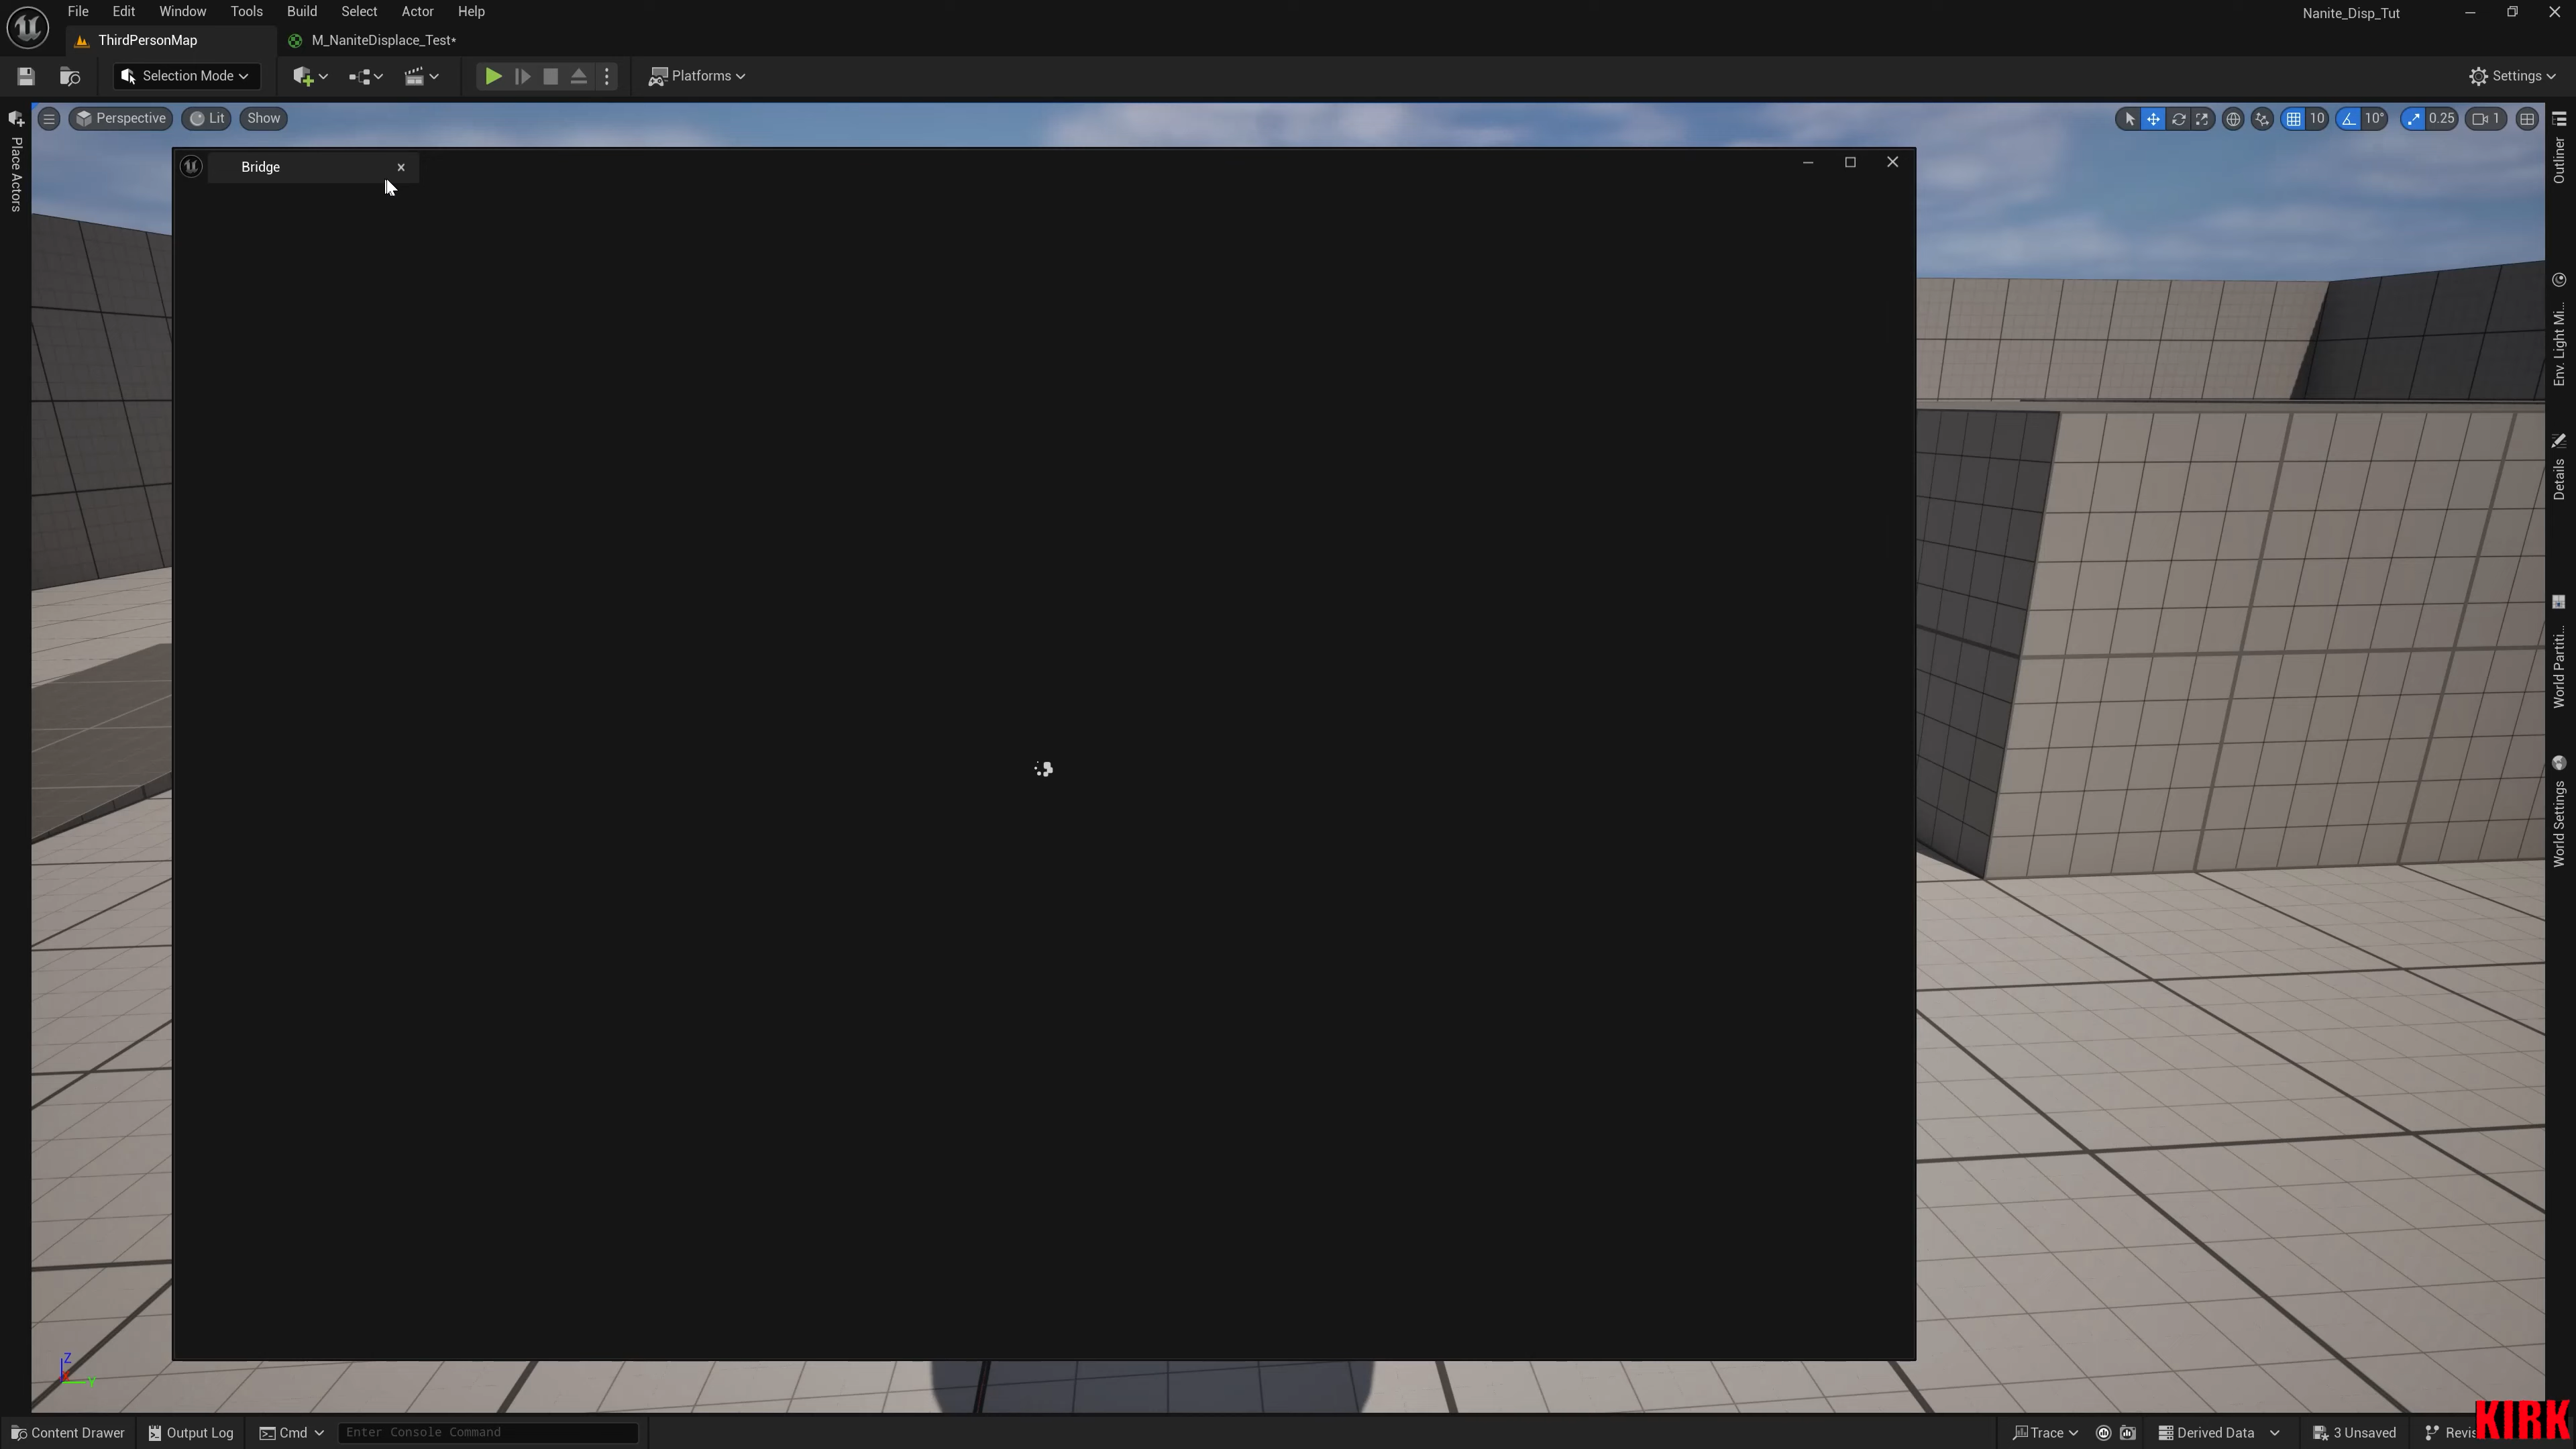 File Edit Window Tools Build Select Actor Help
Nanite_Disp_Tut
ThirdPersonMap
M_NaniteDisplace_Test*
Selection Mode
Platforms
Settings
Perspective Lit Show
10 10° 0.25 1
Place Actors
Bridge
Outliner
Env. Light Mi...
Details
World Partiti...
World Settings
Z
Y
Content Drawer Output Log Cmd Enter Console Command
Trace Derived Data 3 Unsaved Revis
KIRK